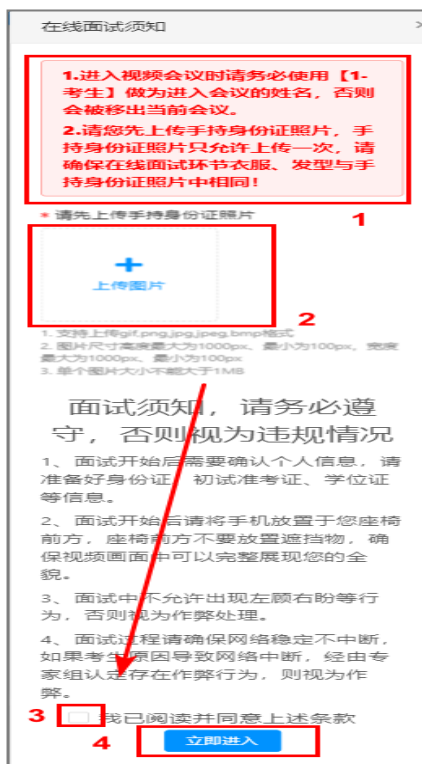 在线面试须知
×
1.进入视频会议时请务必使用【1-
考生】做为进入会议的姓名，否则
会被移出当前会议。
2.请您先上传手持身份证照片，手
持身份证照片只允许上传一次，请
确保在线面试环节衣服、发型与手
持身份证照片中相同！
* 请先上传手持身份证照片
1
+
上传图片
2
1. 支持上传gif,png,jpg,jpeg,bmp格式
2. 图片尺寸高度最大为1000px、最小为100px，宽度
最大为1000px、最小为100px
3. 单个图片大小不能大于1MB
面试须知，请务必遵
守，否则视为违规情况
1、面试开始后需要确认个人信息，请
准备好身份证、初试准考证、学位证
等信息。
2、面试开始后请将手机放置于您座椅
前方，座椅前方不要放置遮挡物，确
保视频画面中可以完整展现您的全
貌。
3、面试中不允许出现左顾右盼等行
为，否则视为作弊处理。
4、面试过程请确保网络稳定不中断，
如果考生原因导致网络中断，经由专
家组认定存在作弊行为，则视为作
弊。
3 我已阅读并同意上述条款
4 立即进入